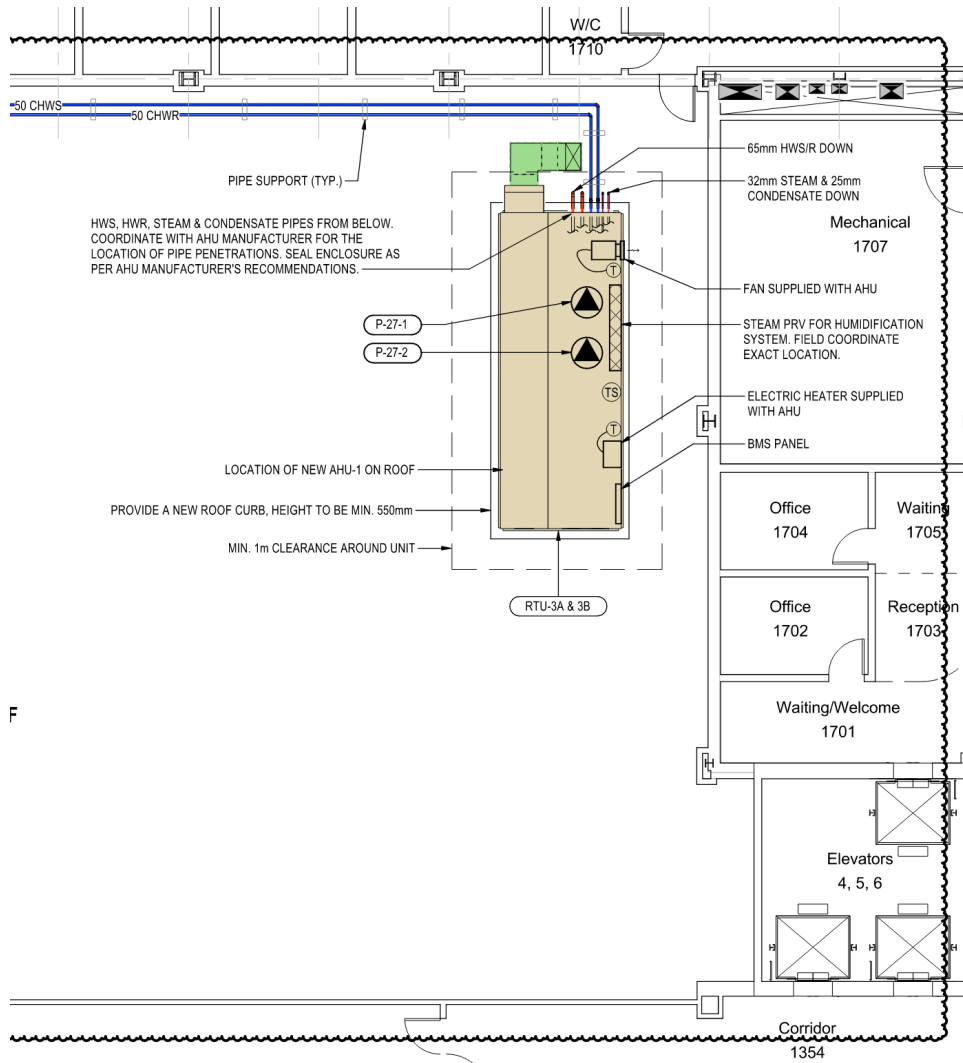 W/C
1710
50 CHWS
50 CHWR
PIPE SUPPORT (TYP.)
65mm HWS/R DOWN
32mm STEAM & 25mm
CONDENSATE DOWN
HWS, HWR, STEAM & CONDENSATE PIPES FROM BELOW.
COORDINATE WITH AHU MANUFACTURER FOR THE
LOCATION OF PIPE PENETRATIONS. SEAL ENCLOSURE AS
PER AHU MANUFACTURER'S RECOMMENDATIONS.
Mechanical
1707
T
FAN SUPPLIED WITH AHU
P-27-1
STEAM PRV FOR HUMIDIFICATION
SYSTEM. FIELD COORDINATE
EXACT LOCATION.
P-27-2
TS
ELECTRIC HEATER SUPPLIED
WITH AHU
T
BMS PANEL
LOCATION OF NEW AHU-1 ON ROOF
PROVIDE A NEW ROOF CURB, HEIGHT TO BE MIN. 550mm
MIN. 1m CLEARANCE AROUND UNIT
Office
1704
Waiting
1705
RTU-3A & 3B
Office
1702
Reception
1703
F
Waiting/Welcome
1701
Elevators
4, 5, 6
Corridor
1354